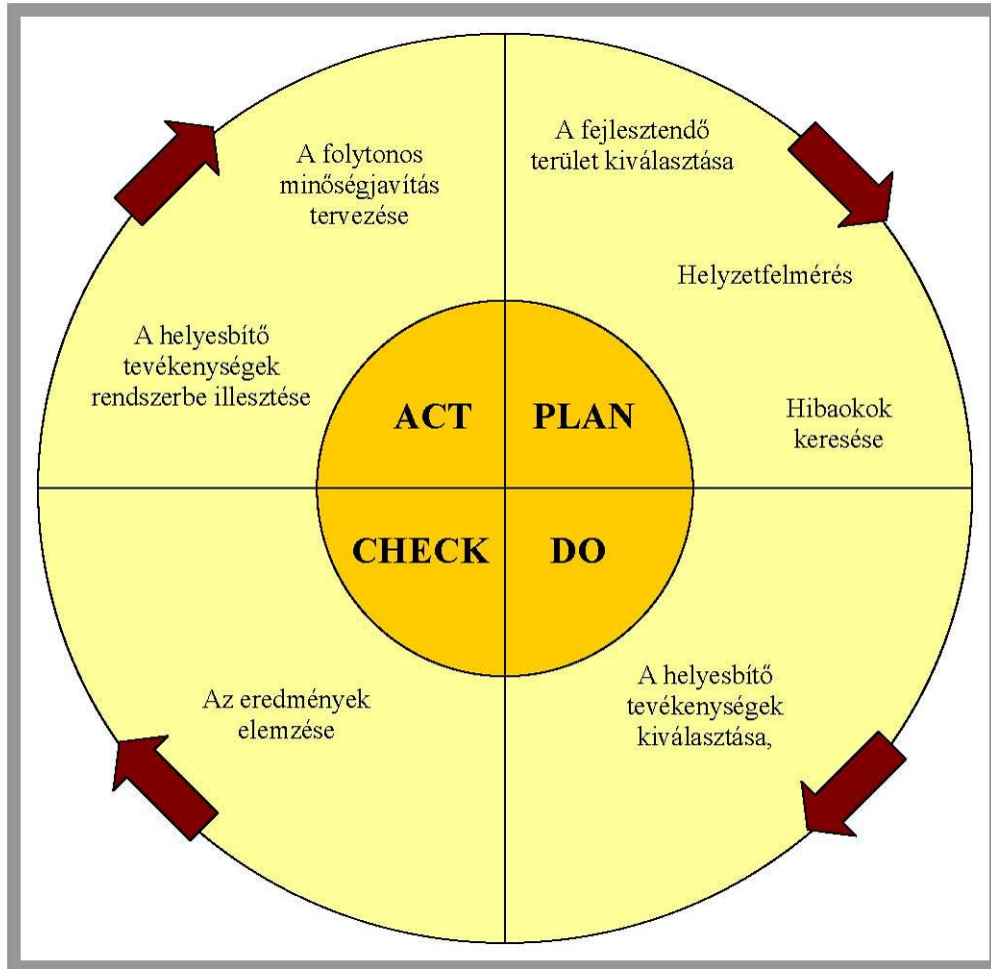 A fejlesztendő
terület kiválasztása
Helyzetfelmérés
Hibaokok
keresése
A helyesbítő
tevékenységek
kiválasztása,
Az eredmények
elemzése
A helyesbítő
tevékenységek
rendszerbe illesztése
A folytonos
minőségjavítás
tervezése
ACT
PLAN
CHECK
DO